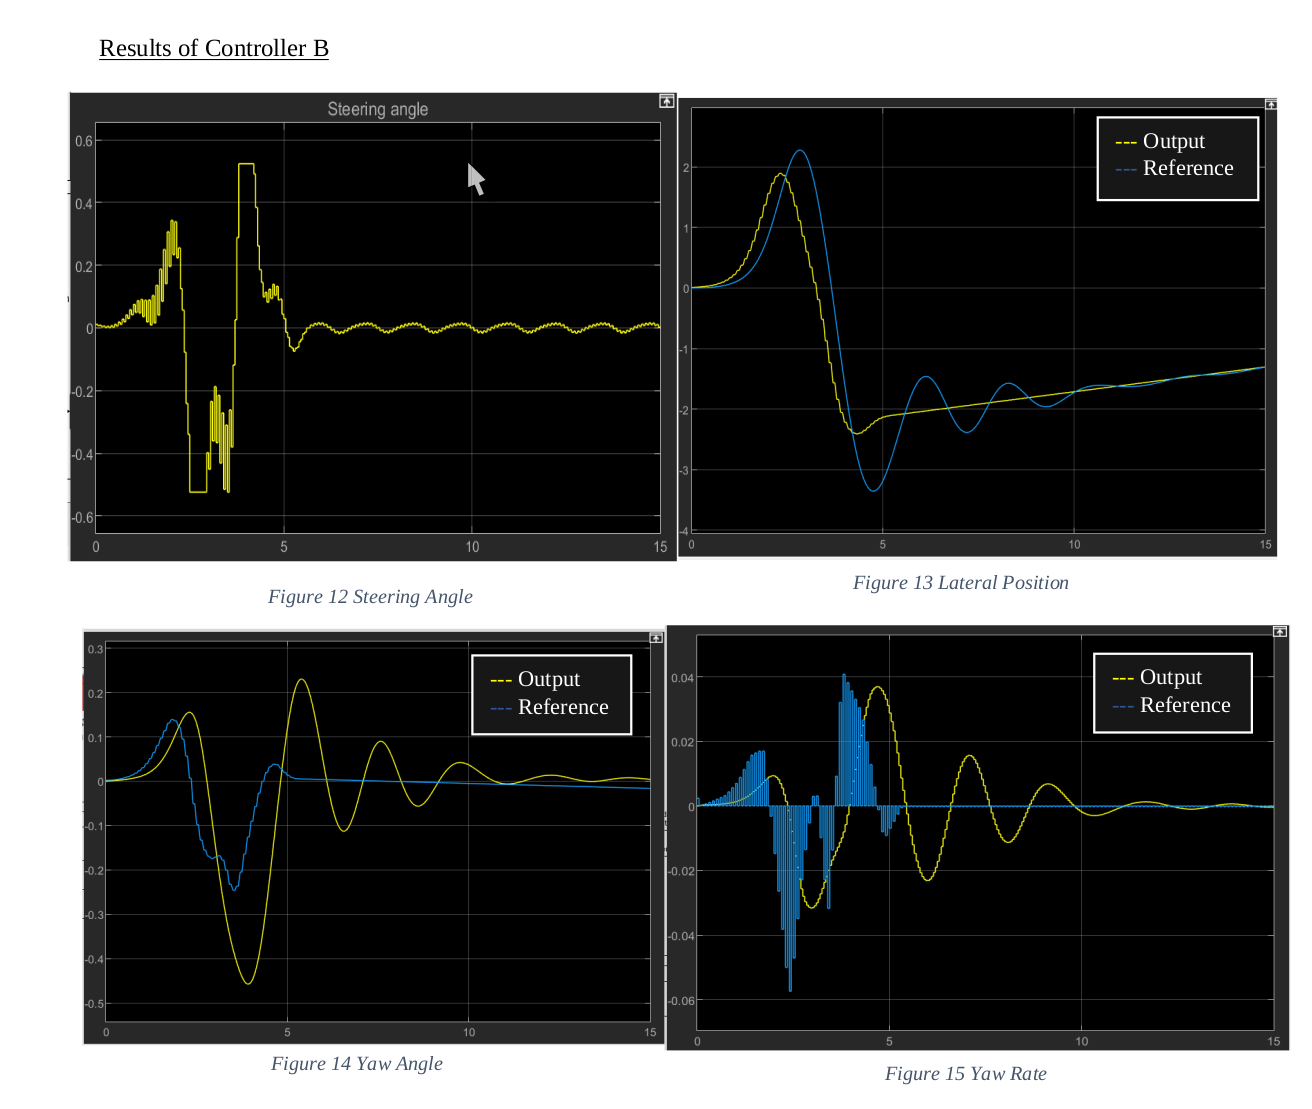 Results of Controller B
Steering angle
0.6
0.4
0.2
0
-0.2
-0.4
-0.6
0 5 10 15
Output
Reference
2
1
0
-1
-2
-3
-4
0 5 10 15
Figure 12 Steering Angle
Figure 13 Lateral Position
Output
Reference
0.3
0.2
0.1
0
-0.1
-0.2
-0.3
-0.4
-0.5
0 5 10 15
Output
Reference
0.04
0.02
0
-0.02
-0.04
-0.06
0 5 10 15
Figure 14 Yaw Angle
Figure 15 Yaw Rate